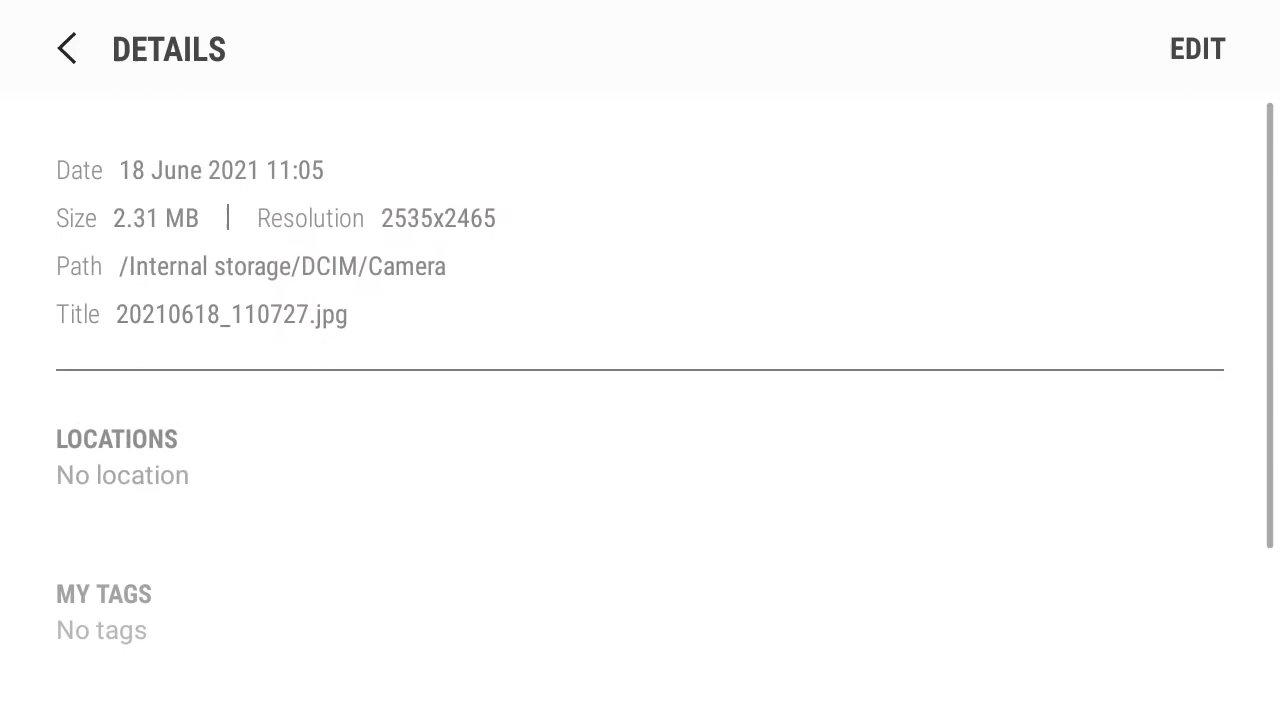 DETAILS EDIT
Date 18 June 2021 11:05
Size 2.31 MB | Resolution 2535x2465
Path /Internal storage/DCIM/Camera
Title 20210618_110727.jpg
LOCATIONS
No location
MY TAGS
No tags